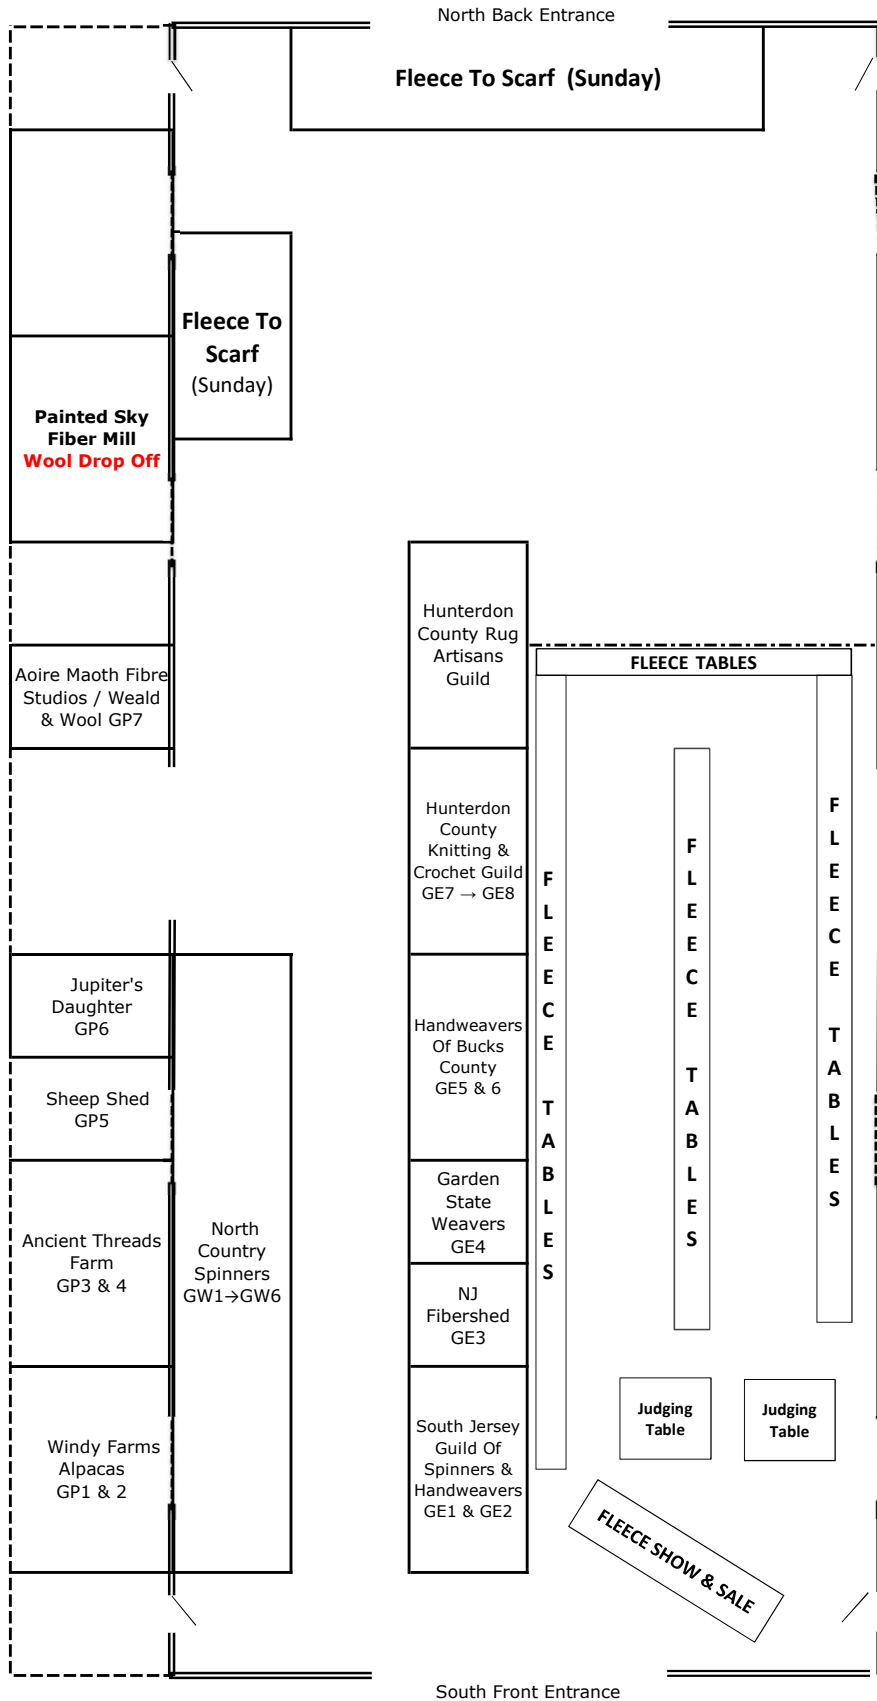 North Back Entrance
Fleece To Scarf (Sunday)
Fleece To
Scarf
(Sunday)
Painted Sky
Fiber Mill
Wool Drop Off
Aoire Maoth Fibre
Studios / Weald
& Wool GP7
Jupiter's
Daughter
GP6
Sheep Shed
GP5
Ancient Threads
Farm
GP3 & 4
Windy Farms
Alpacas
GP1 & 2
North
Country
Spinners
GW1→GW6
Hunterdon
County Rug
Artisans
Guild
Hunterdon
County
Knitting &
Crochet Guild
GE7 → GE8
Handweavers
Of Bucks
County
GE5 & 6
Garden
State
Weavers
GE4
NJ
Fibershed
GE3
South Jersey
Guild Of
Spinners &
Handweavers
GE1 & GE2
FLEECE TABLES
FLEECE TABLES
FLEECE TABLES
FLEECE TABLES
Judging
Table
Judging
Table
FLEECE SHOW & SALE
South Front Entrance